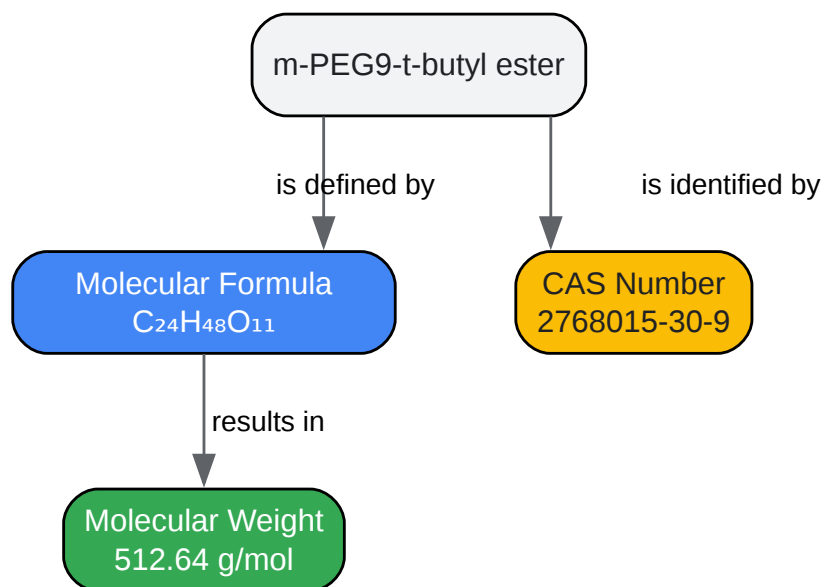 m-PEG9-t-butyl ester
is defined by
is identified by
Molecular Formula
C₂₄H₄₈O₁₁
CAS Number
2768015-30-9
results in
Molecular Weight
512.64 g/mol